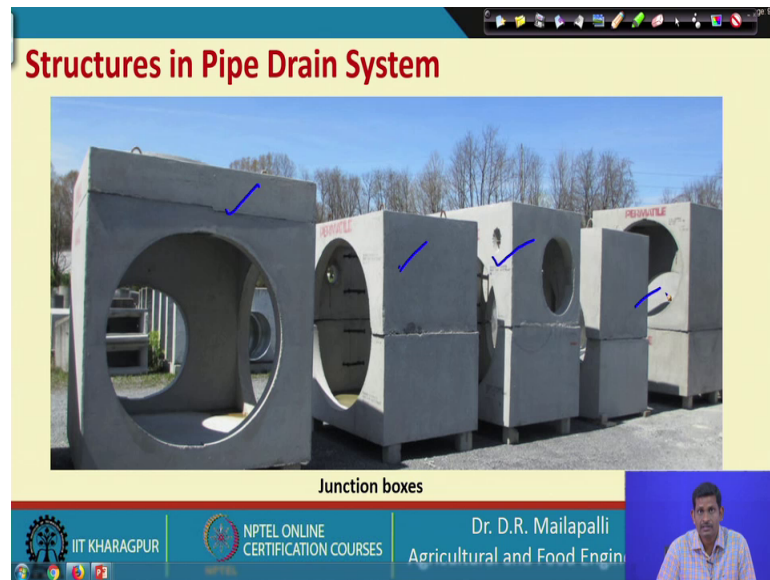 Structures in Pipe Drain System
PERMATILE
PERMATILE
Junction boxes
IIT KHARAGPUR
NPTEL ONLINE
CERTIFICATION COURSES
Dr. D.R. Mailapalli
Agricultural and Food Engin